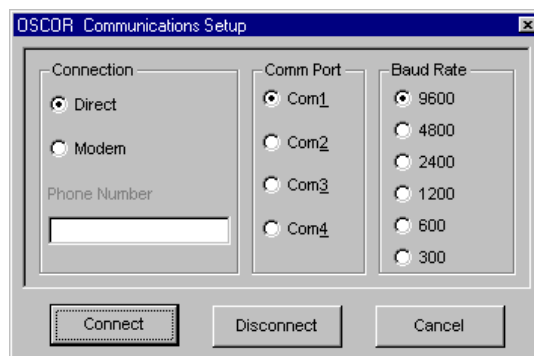 OSCOR Communications Setup
Connection
Direct
Modem
Phone Number
Comm Port
Com1
Com2
Com3
Com4
Baud Rate
9600
4800
2400
1200
600
300
Connect
Disconnect
Cancel